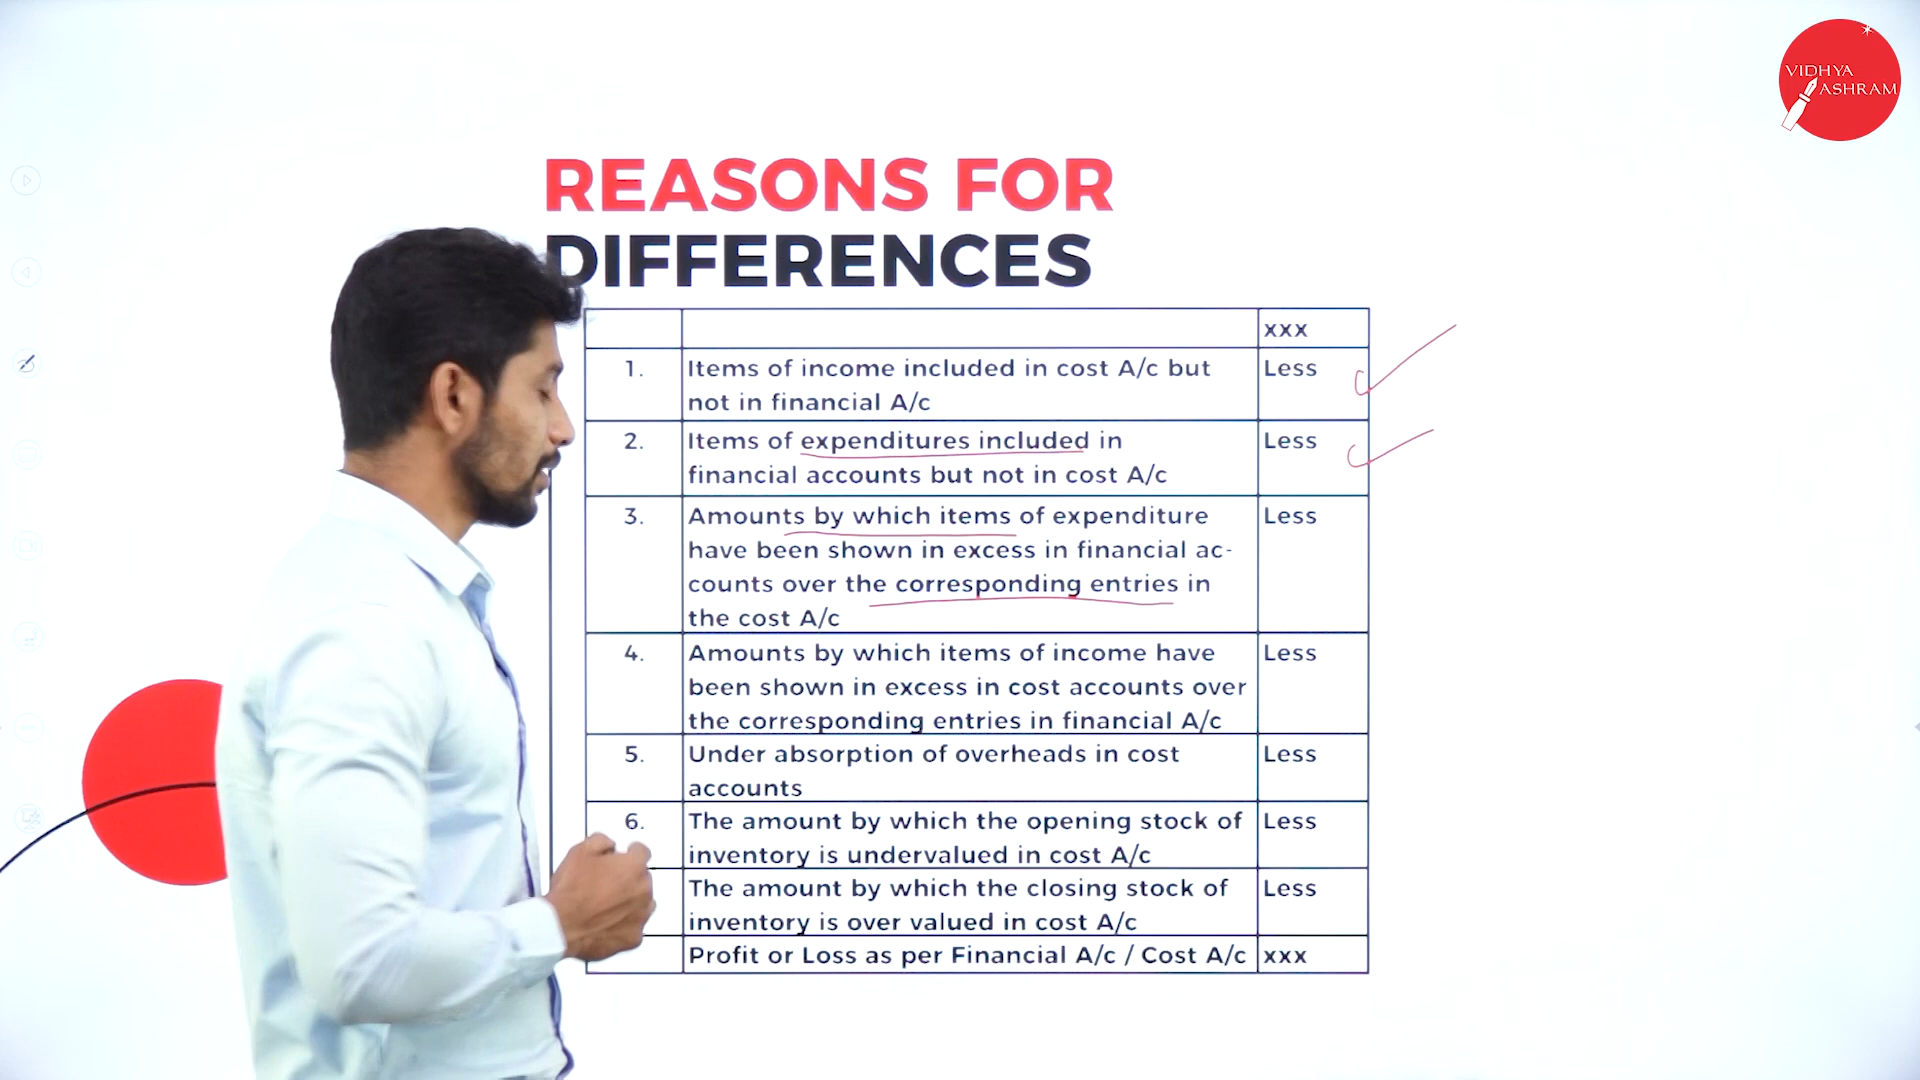 VIDHYA
ASHRAM
REASONS FOR
DIFFERENCES
xxx
1. Items of income included in cost A/c but Less
not in financial A/c
2. Items of expenditures included in Less
financial accounts but not in cost A/c
3. Amounts by which items of expenditure Less
have been shown in excess in financial ac-
counts over the corresponding entries in
the cost A/c
4. Amounts by which items of income have Less
been shown in excess in cost accounts over
the corresponding entries in financial A/c
5. Under absorption of overheads in cost Less
accounts
6. The amount by which the opening stock of Less
inventory is undervalued in cost A/c
The amount by which the closing stock of Less
inventory is over valued in cost A/c
Profit or Loss as per Financial A/c / Cost A/c xxx